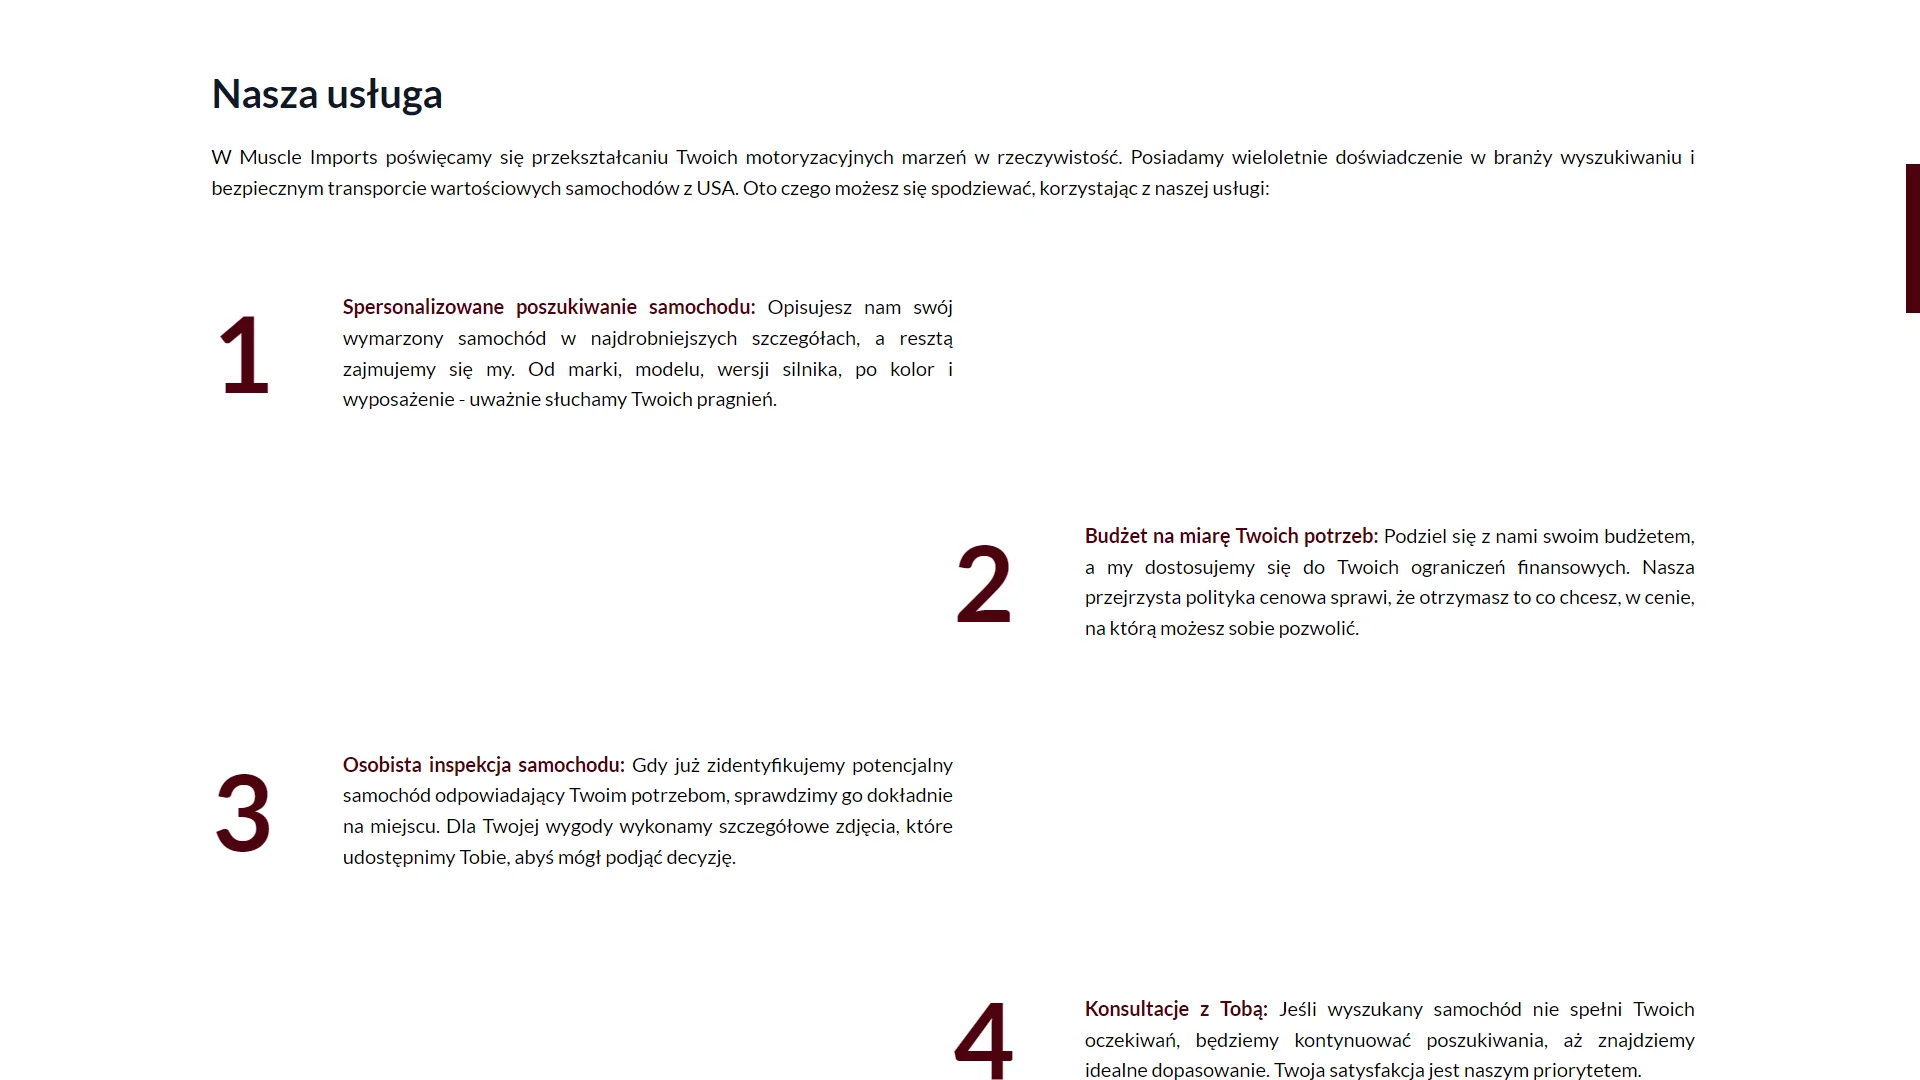 Nasza usługa
W Muscle Imports poświęcamy się przekształcaniu Twoich motoryzacyjnych marzeń w rzeczywistość. Posiadamy wieloletnie doświadczenie w branży wyszukiwaniu i
bezpiecznym transporcie wartościowych samochodów z USA. Oto czego możesz się spodziewać, korzystając z naszej usługi:
1
Spersonalizowane poszukiwanie samochodu: Opisujesz nam swój
wymarzony samochód w najdrobniejszych szczegółach, a resztą
zajmujemy się my. Od marki, modelu, wersji silnika, po kolor i
wyposażenie - uważnie słuchamy Twoich pragnień.
2
Budżet na miarę Twoich potrzeb: Podziel się z nami swoim budżetem,
a my dostosujemy się do Twoich ograniczeń finansowych. Nasza
przejrzysta polityka cenowa sprawi, że otrzymasz to co chcesz, w cenie,
na którą możesz sobie pozwolić.
3
Osobista inspekcja samochodu: Gdy już zidentyfikujemy potencjalny
samochód odpowiadający Twoim potrzebom, sprawdzimy go dokładnie
na miejscu. Dla Twojej wygody wykonamy szczegółowe zdjęcia, które
udostępnimy Tobie, abyś mógł podjąć decyzję.
4
Konsultacje z Tobą: Jeśli wyszukany samochód nie spełni Twoich
oczekiwań, będziemy kontynuować poszukiwania, aż znajdziemy
idealne dopasowanie. Twoja satysfakcja jest naszym priorytetem.